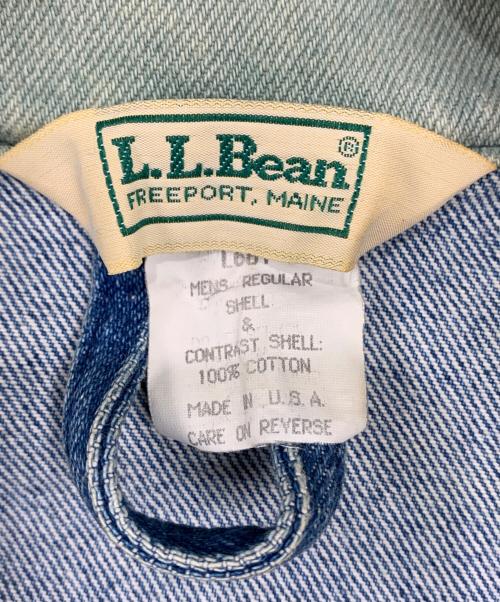 L.L.Bean®
FREEPORT, MAINE
MENS REGULAR
SHELL
&
CONTRAST SHELL:
100% COTTON
MADE IN U.S.A.
CARE ON REVERSE